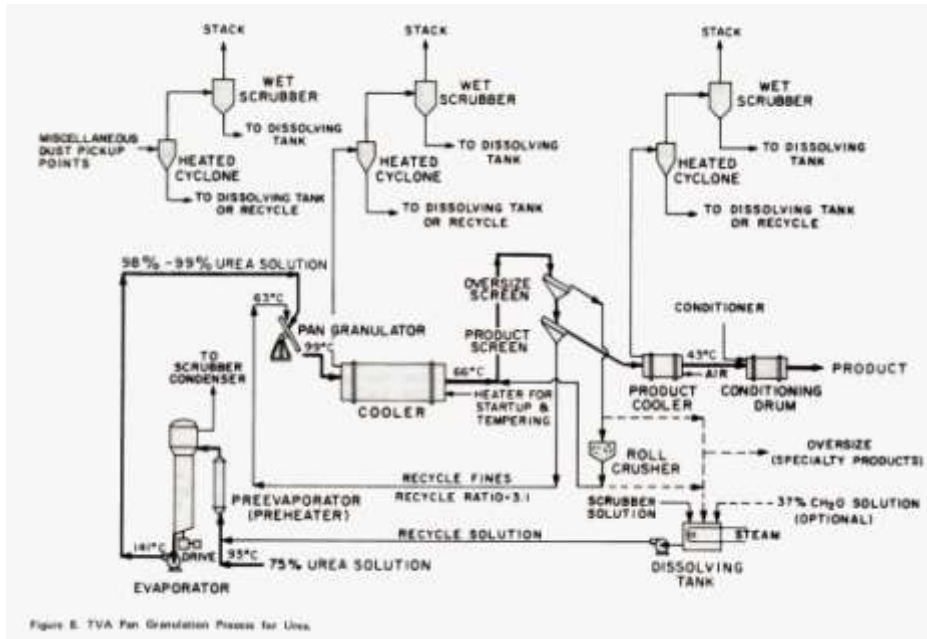 STACK
STACK
STACK
WET
SCRUBBER
WET
SCRUBBER
WET
SCRUBBER
TO DISSOLVING
TANK
TO DISSOLVING
TANK
TO DISSOLVING
TANK
MISCELLANEOUS
DUST PICKUP
POINTS
HEATED
CYCLONE
HEATED
CYCLONE
HEATED
CYCLONE
TO DISSOLVING TANK
OR RECYCLE
TO DISSOLVING TANK
OR RECYCLE
TO DISSOLVING TANK
OR RECYCLE
98% -99% UREA SOLUTION
63°C
PAN GRANULATOR
99°C
OVERSIZE
SCREEN
PRODUCT
SCREEN
CONDITIONER
TO
SCRUBBER
CONDENSER
COOLER
66°C
HEATER FOR
STARTUP &
TEMPERING
43°C
AIR
PRODUCT
COOLER
CONDITIONING
DRUM
PRODUCT
ROLL
CRUSHER
OVERSIZE
(SPECIALTY PRODUCTS)
PREEVAPORATOR
(PREHEATER)
RECYCLE FINES
RECYCLE RATIO-3.1
SCRUBBER
SOLUTION
37% CH2O SOLUTION
(OPTIONAL)
STEAM
RECYCLE SOLUTION
DISSOLVING
TANK
141°C
DRIVE
93°C
75% UREA SOLUTION
EVAPORATOR
Figure 8. TVA Pan Granulation Process for Urea.